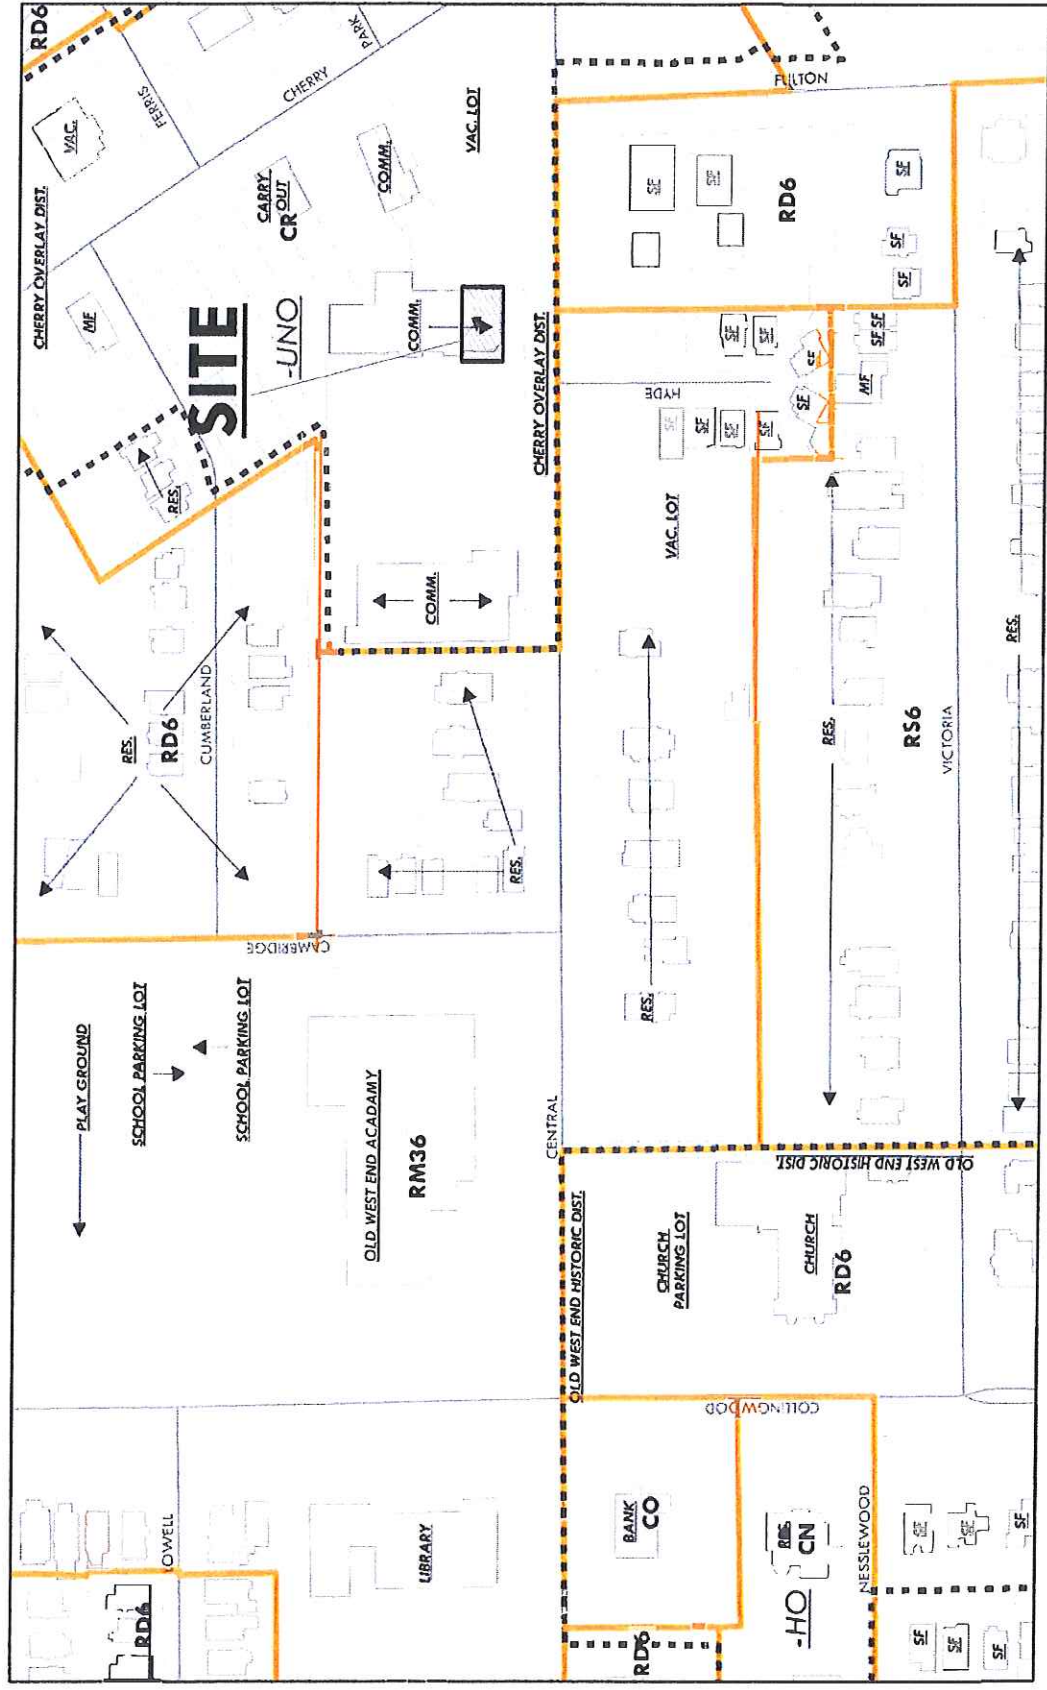 RD6
CHERRY OVERLAY DIST.
VAC.
FERRIS
CHERRY
PARK
MF
CARRY
OUT
CR
COMM.
VAC. LOT
SITE
-UNO
COMM.
RES.
CHERRY OVERLAY DIST.
COMM.
RES.
RD6
CUMBERLAND
RES.
CAMBRIDGE
PLAY GROUND
SCHOOL PARKING LOT
SCHOOL PARKING LOT
OLD WEST END ACADAMY
RM36
CENTRAL
LOWELL
RD6
LIBRARY
FULTON
SF
SF
RD6
SF
SF
SF
HYDE
SF
SF
SF
SF
SF
SF
SF
SF
SF
SF SF
MF
VAC. LOT
RES.
RES.
RS6
VICTORIA
RES.
OLD WEST END HISTORIC DIST.
OLD WEST END HISTORIC DIST.
CHURCH
PARKING LOT
CHURCH
RD6
COLLINGWOOD
BANK
CO
RES.
CN
-HO
NESSLEWOOD
RD6
SF
SF
SF
SF
SF
SF